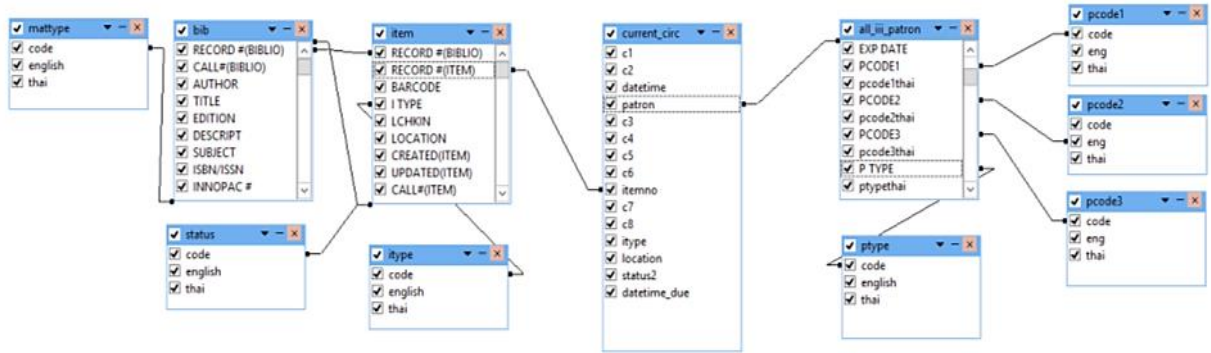 mattype
code
english
thai
bib
RECORD #(BIBLIO)
CALL#(BIBLIO)
AUTHOR
TITLE
EDITION
DESCRIPT
SUBJECT
ISBN/ISSN
INNOPAC #
item
RECORD #(BIBLIO)
RECORD #(ITEM)
BARCODE
I TYPE
LCHKIN
LOCATION
CREATED(ITEM)
UPDATED(ITEM)
CALL#(ITEM)
status
code
english
thai
itype
code
english
thai
current_circ
c1
c2
datetime
patron
c3
c4
c5
c6
itemno
c7
c8
itype
location
status2
datetime_due
all_iii_patron
EXP DATE
PCODE1
pcode1thai
PCODE2
pcode2thai
PCODE3
pcode3thai
P TYPE
ptypethai
ptype
code
english
thai
pcode1
code
eng
thai
pcode2
code
eng
thai
pcode3
code
eng
thai